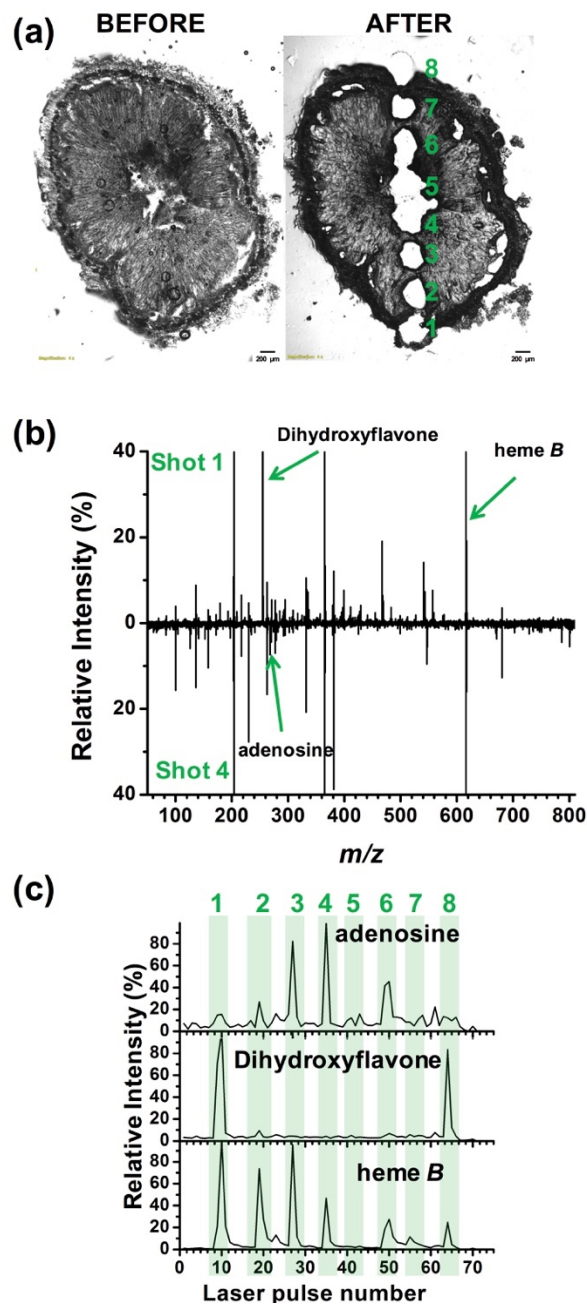 (a)
BEFORE
AFTER
8
7
6
5
4
3
2
1
200 µm
200 µm
(b)
Shot 1
Dihydroxyflavone
heme B
Relative Intensity (%)
40
20
0
20
40
adenosine
Shot 4
100 200 300 400 500 600 700 800
m/z
(c)
1 2 3 4 5 6 7 8
adenosine
Dihydroxyflavone
heme B
Relative Intensity (%)
80
60
40
20
0
80
60
40
20
0
80
60
40
20
0
0 10 20 30 40 50 60 70
Laser pulse number